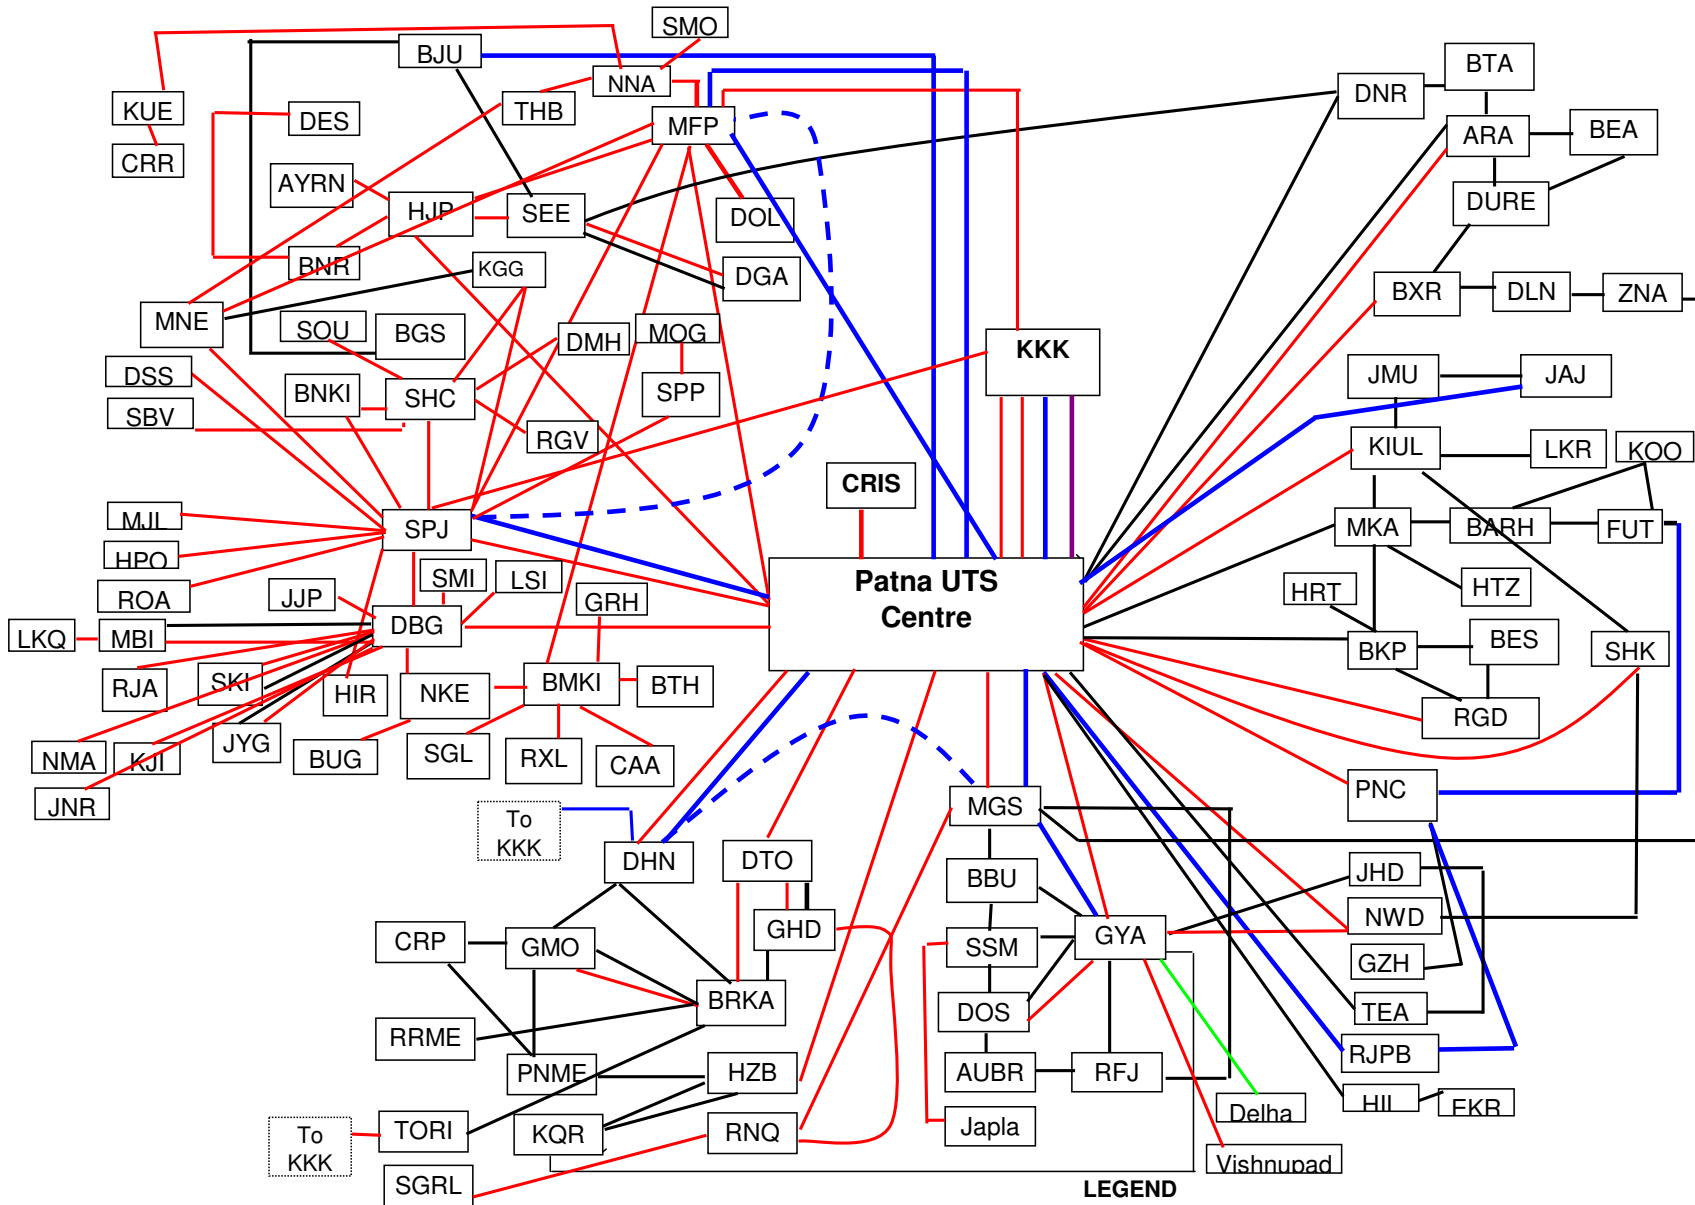 SMO
BJU
NNA
BTA
DNR
KUE
DES
THB
MFP
ARA
BEA
CRR
AYRN
HJP
SEE
DOL
DURE
BNR
KGG
DGA
BXR
DLN
ZNA
MNE
SOU
BGS
DMH
MOG
KKK
DSS
BNKI
SHC
SPP
JMU
JAJ
SBV
RGV
KIUL
LKR
KOO
CRIS
MJL
SPJ
MKA
BARH
FUT
HPO
ROA
JJP
SMI
LSI
GRH
Patna UTS
Centre
HRT
HTZ
LKQ
MBI
DBG
BKP
BES
SHK
RJA
SKI
HIR
NKE
BMKI
BTH
RGD
NMA
KJI
JYG
BUG
SGL
RXL
CAA
JNR
PNC
MGS
To
KKK
DHN
DTO
BBU
JHD
CRP
GMO
GHD
SSM
GYA
NWD
GZH
BRKA
DOS
TEA
RRME
PNME
HZB
AUBR
RFJ
RJPB
HIL
FKR
Delha
To
KKK
TORI
KQR
RNQ
Japla
Vishnupad
SGRL
LEGEND